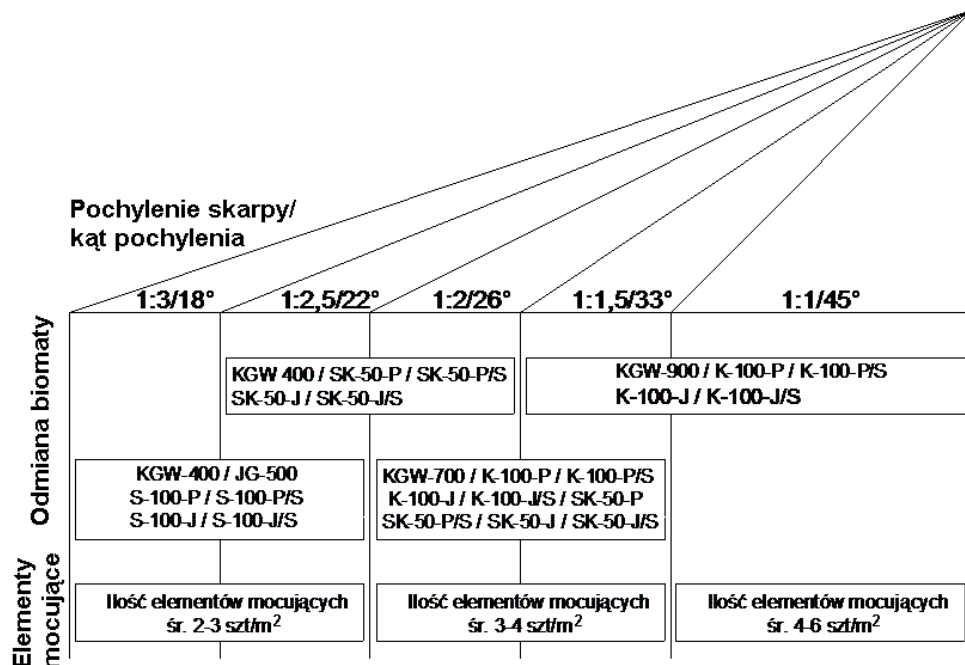 Pochylenie skarpy/
kąt pochylenia
1:3/18° 1:2,5/22° 1:2/26° 1:1,5/33° 1:1/45°
Odmiana biomaty
KGW 400 / SK-50-P / SK-50-P/S
SK-50-J / SK-50-J/S
KGW-900 / K-100-P / K-100-P/S
K-100-J / K-100-J/S
KGW-400 / JG-500
S-100-P / S-100-P/S
S-100-J / S-100-J/S
KGW-700 / K-100-P / K-100-P/S
K-100-J / K-100-J/S / SK-50-P
SK-50-P/S / SK-50-J / SK-50-J/S
Elementy
mocujące
Ilość elementów mocujących
śr. 2-3 szt/m²
Ilość elementów mocujących
śr. 3-4 szt/m²
Ilość elementów mocujących
śr. 4-6 szt/m²